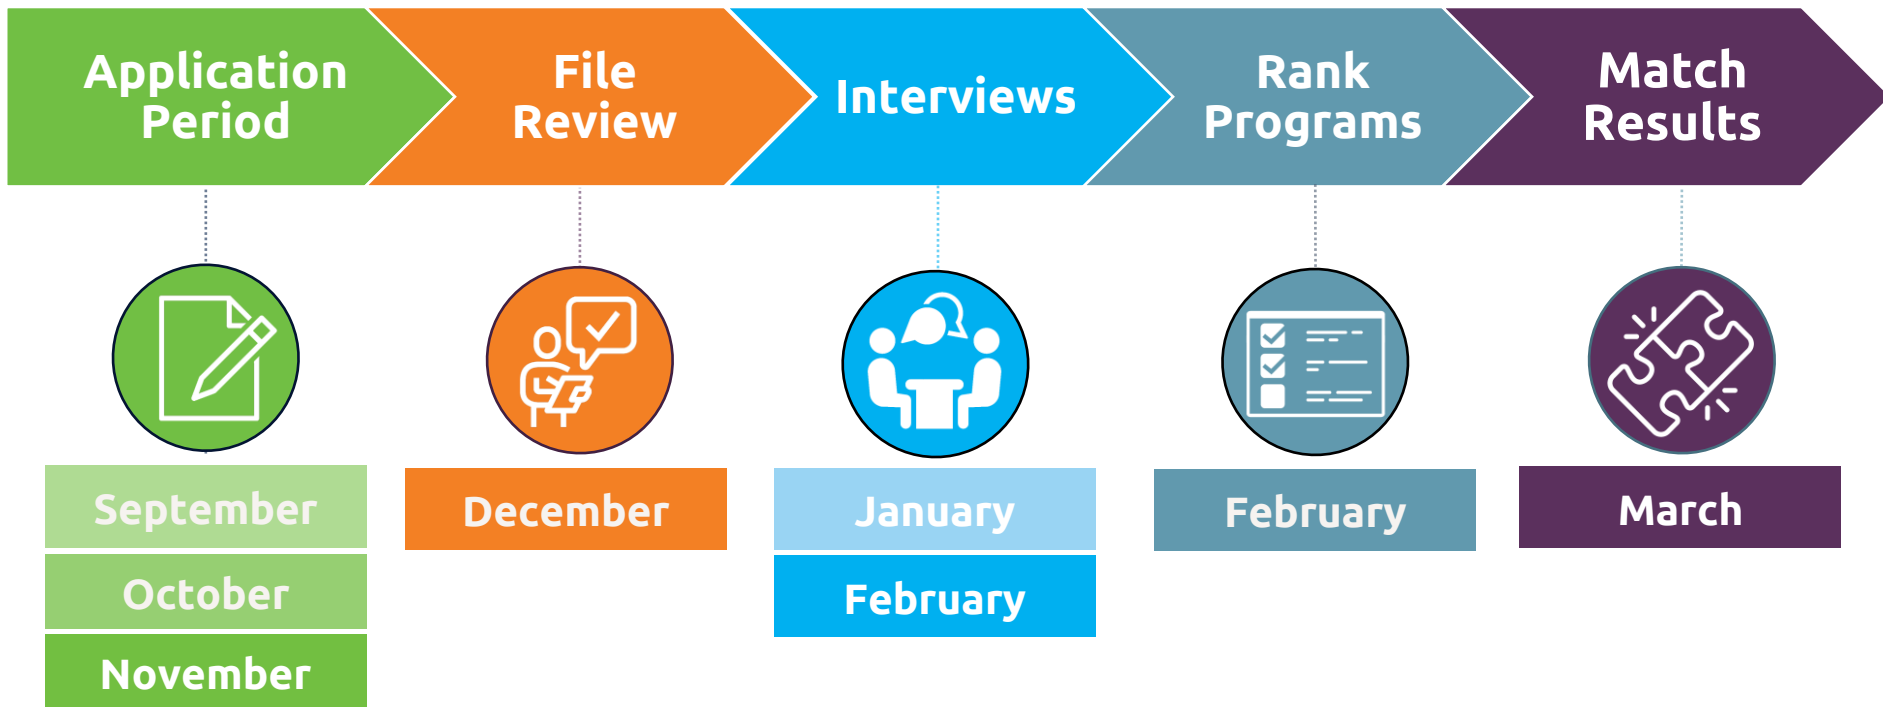 Application
Period
File
Review
Interviews
Rank
Programs
Match
Results
September
October
November
December
January
February
February
March